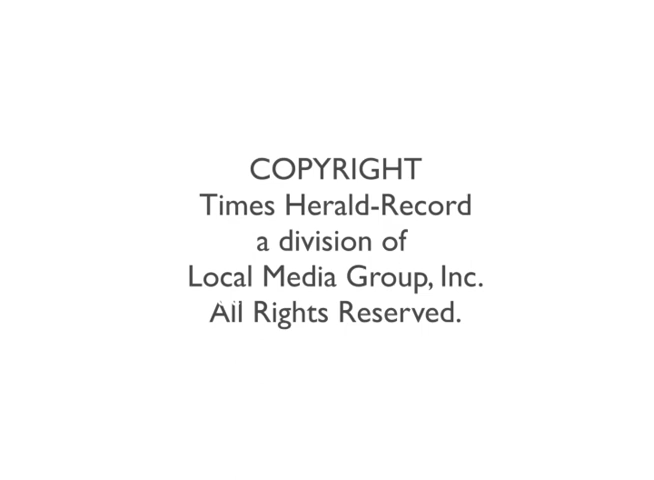 COPYRIGHT
Times Herald-Record
a division of
Local Media Group, Inc.
All Rights Reserved.